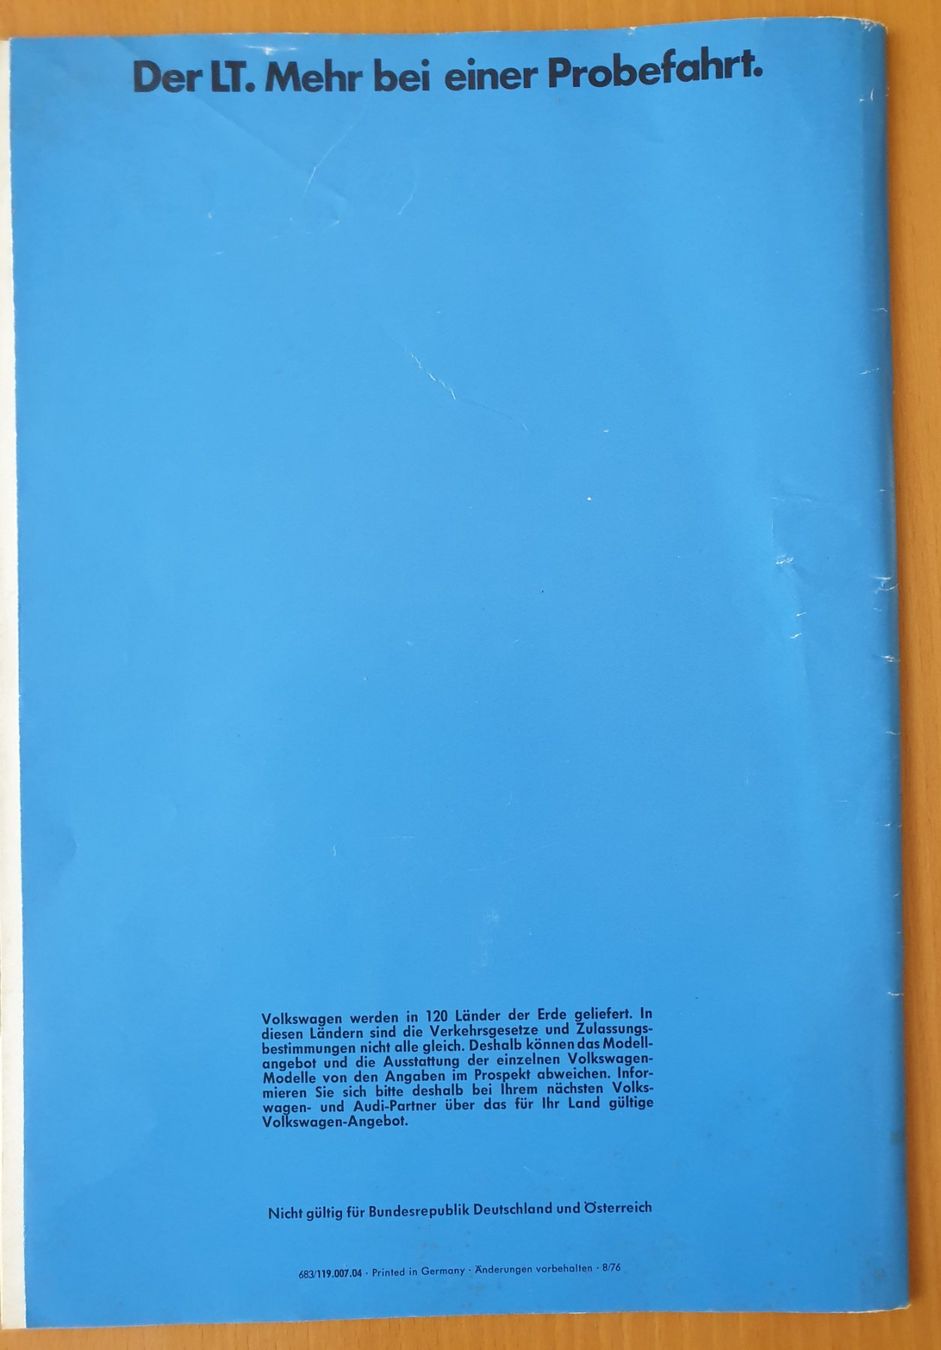 Der LT. Mehr bei einer Probefahrt.
Volkswagen werden in 120 Länder der Erde geliefert. In
diesen Ländern sind die Verkehrsgesetze und Zulassungs-
bestimmungen nicht alle gleich. Deshalb können das Modell-
angebot und die Ausstattung der einzelnen Volkswagen-
Modelle von den Angaben im Prospekt abweichen. Infor-
mieren Sie sich bitte deshalb bei Ihrem nächsten Volks-
wagen- und Audi-Partner über das für Ihr Land gültige
Volkswagen-Angebot.
Nicht gültig für Bundesrepublik Deutschland und Österreich
683/119.007.04 · Printed in Germany · Änderungen vorbehalten · 8/76